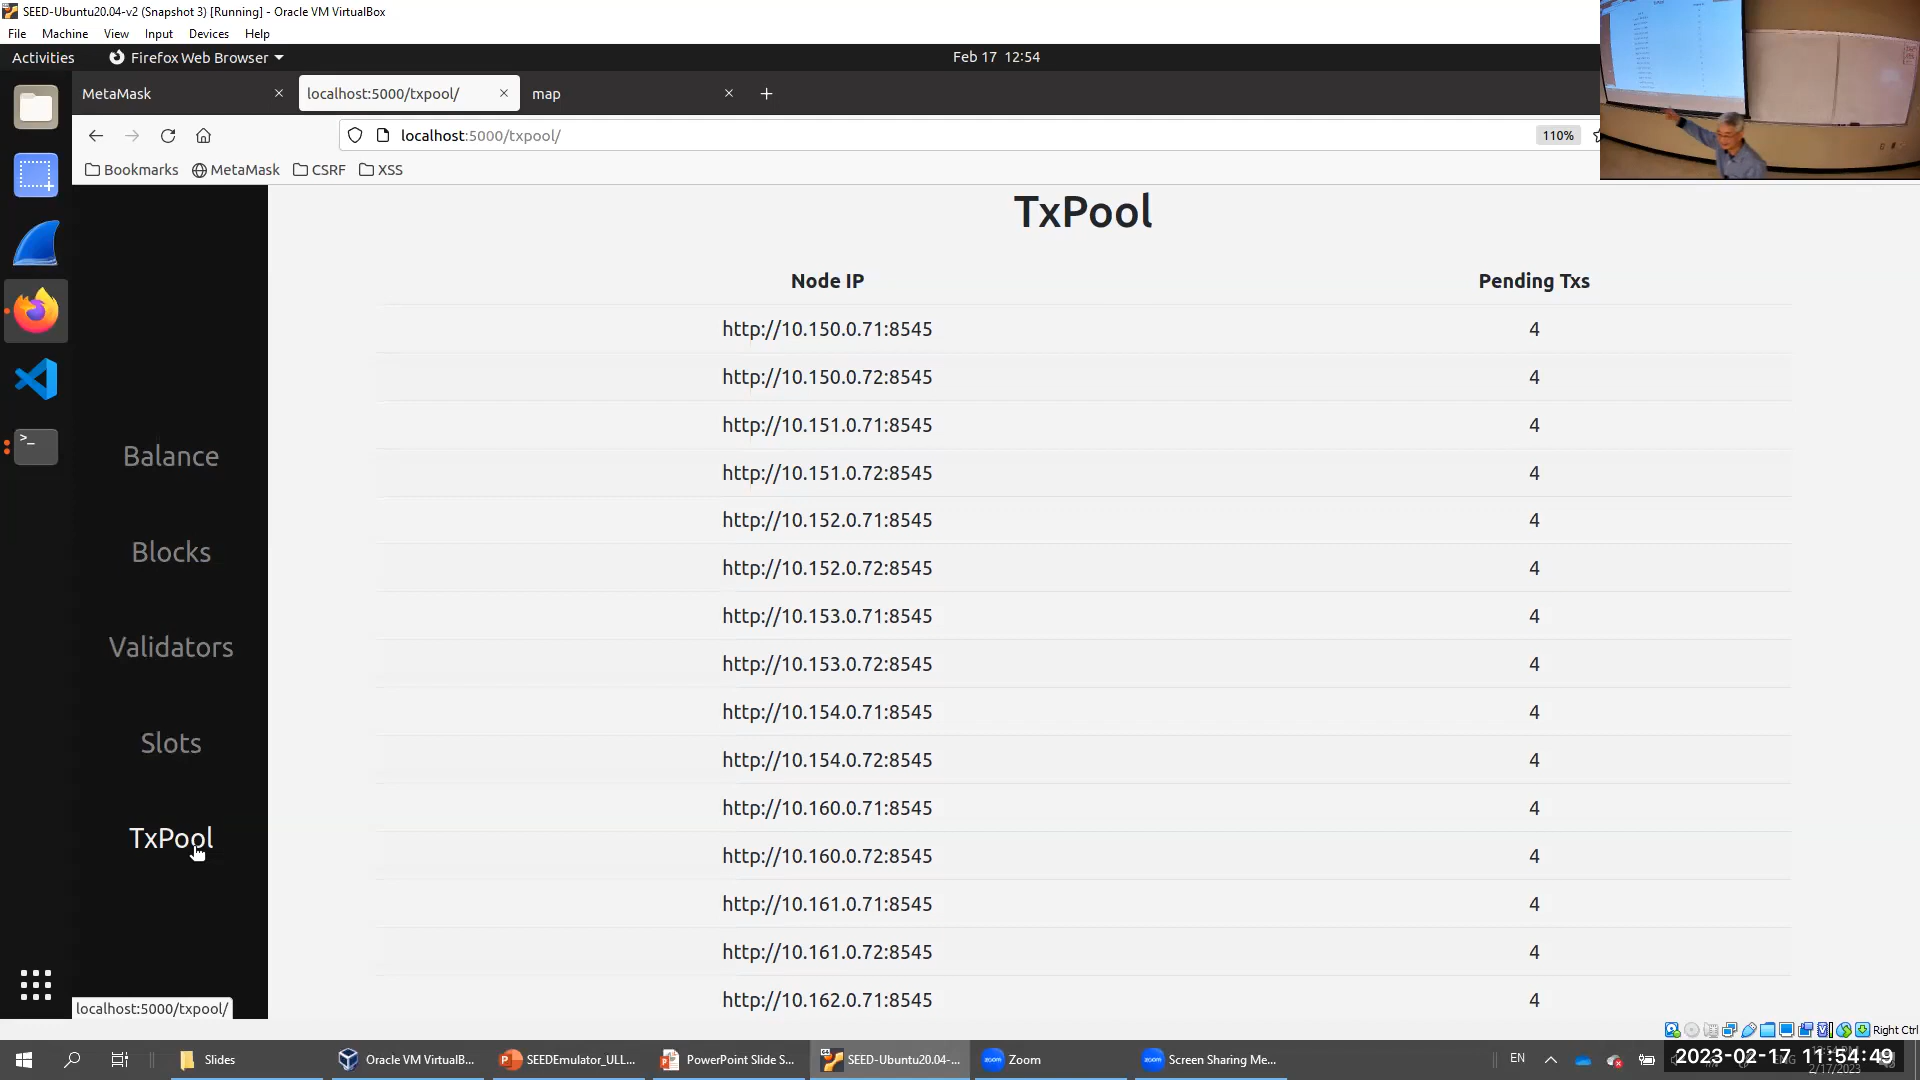 SEED-Ubuntu20.04-v2 (Snapshot 3) [Running] - Oracle VM VirtualBox
File Machine View Input Devices Help
Activities Firefox Web Browser Feb 17 12:54
MetaMask localhost:5000/txpool/ map
localhost:5000/txpool/ 110%
Bookmarks MetaMask CSRF XSS
TxPool
Node IP Pending Txs
http://10.150.0.71:8545 4
http://10.150.0.72:8545 4
http://10.151.0.71:8545 4
http://10.151.0.72:8545 4
http://10.152.0.71:8545 4
http://10.152.0.72:8545 4
http://10.153.0.71:8545 4
http://10.153.0.72:8545 4
http://10.154.0.71:8545 4
http://10.154.0.72:8545 4
http://10.160.0.71:8545 4
http://10.160.0.72:8545 4
http://10.161.0.71:8545 4
http://10.161.0.72:8545 4
http://10.162.0.71:8545 4
Balance
Blocks
Validators
Slots
TxPool
localhost:5000/txpool/
Right Ctrl
Slides Oracle VM VirtualB... SEEDEmulator_ULL... PowerPoint Slide S... SEED-Ubuntu20.04-... Zoom Screen Sharing Me... EN
2023-02-17 11:54:49
2/17/2023